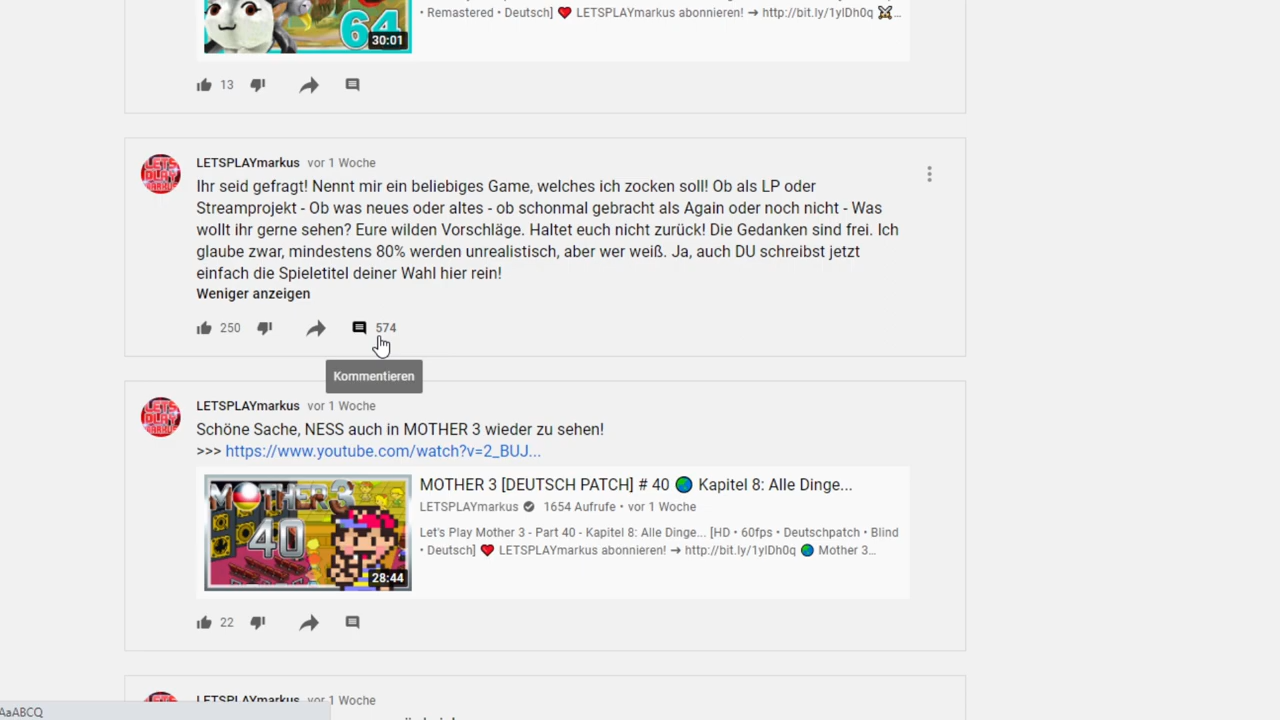 • Remastered • Deutsch] ❤ LETSPLAYmarkus abonnieren! ➜ http://bit.ly/1ylDh0q ⚔...
64
30:01
13
LETSPLAYmarkus vor 1 Woche
Ihr seid gefragt! Nennt mir ein beliebiges Game, welches ich zocken soll! Ob als LP oder
Streamprojekt - Ob was neues oder altes - ob schonmal gebracht als Again oder noch nicht - Was
wollt ihr gerne sehen? Eure wilden Vorschläge. Haltet euch nicht zurück! Die Gedanken sind frei. Ich
glaube zwar, mindestens 80% werden unrealistisch, aber wer weiß. Ja, auch DU schreibst jetzt
einfach die Spieletitel deiner Wahl hier rein!
Weniger anzeigen
250 574
Kommentieren
LETSPLAYmarkus vor 1 Woche
Schöne Sache, NESS auch in MOTHER 3 wieder zu sehen!
>>> https://www.youtube.com/watch?v=2_BUJ...
MOTHER 3
40
28:44
MOTHER 3 [DEUTSCH PATCH] # 40 🌍 Kapitel 8: Alle Dinge...
LETSPLAYmarkus 1654 Aufrufe • vor 1 Woche
Let's Play Mother 3 - Part 40 - Kapitel 8: Alle Dinge... [HD • 60fps • Deutschpatch • Blind
• Deutsch] ❤ LETSPLAYmarkus abonnieren! ➜ http://bit.ly/1ylDh0q 🌍 Mother 3...
22
LETSPLAYmarkus vor 1 Woche
AaABCQ